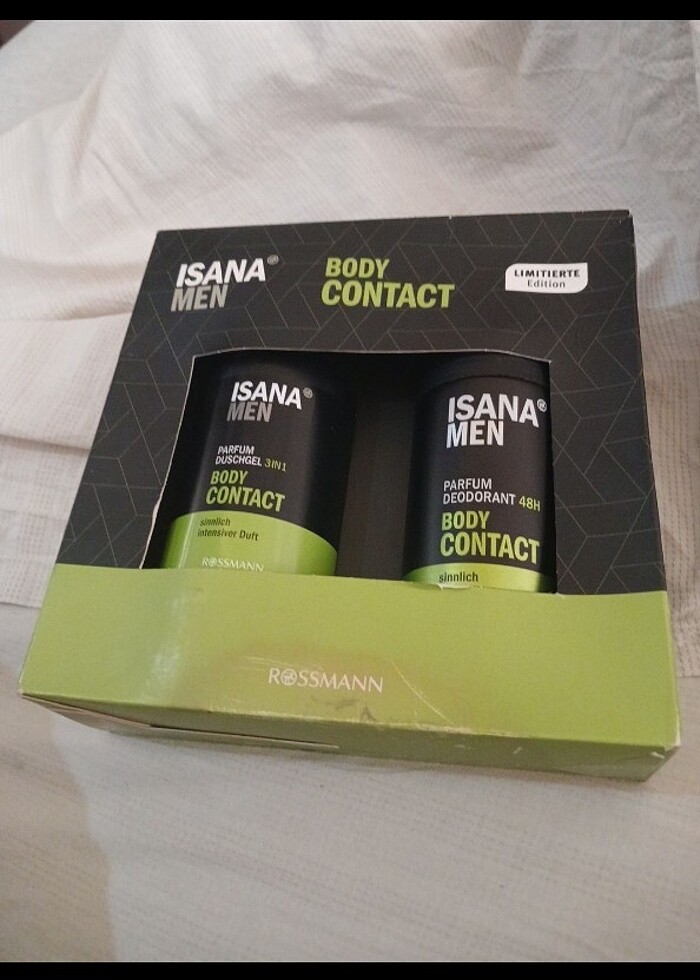 ISANA®
MEN
BODY
CONTACT
LIMITIERTE
Edition
ISANA®
MEN
PARFUM
DUSCHGEL 3IN1
BODY
CONTACT
sinnlich
intensiver Duft
ROSSMANN
ISANA®
MEN
PARFUM
DEODORANT 48H
BODY
CONTACT
sinnlich
ROSSMANN